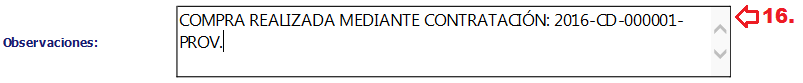 COMPRA REALIZADA MEDIANTE CONTRATACIÓN: 2016-CD-000001-
PROV.
Observaciones:
16.